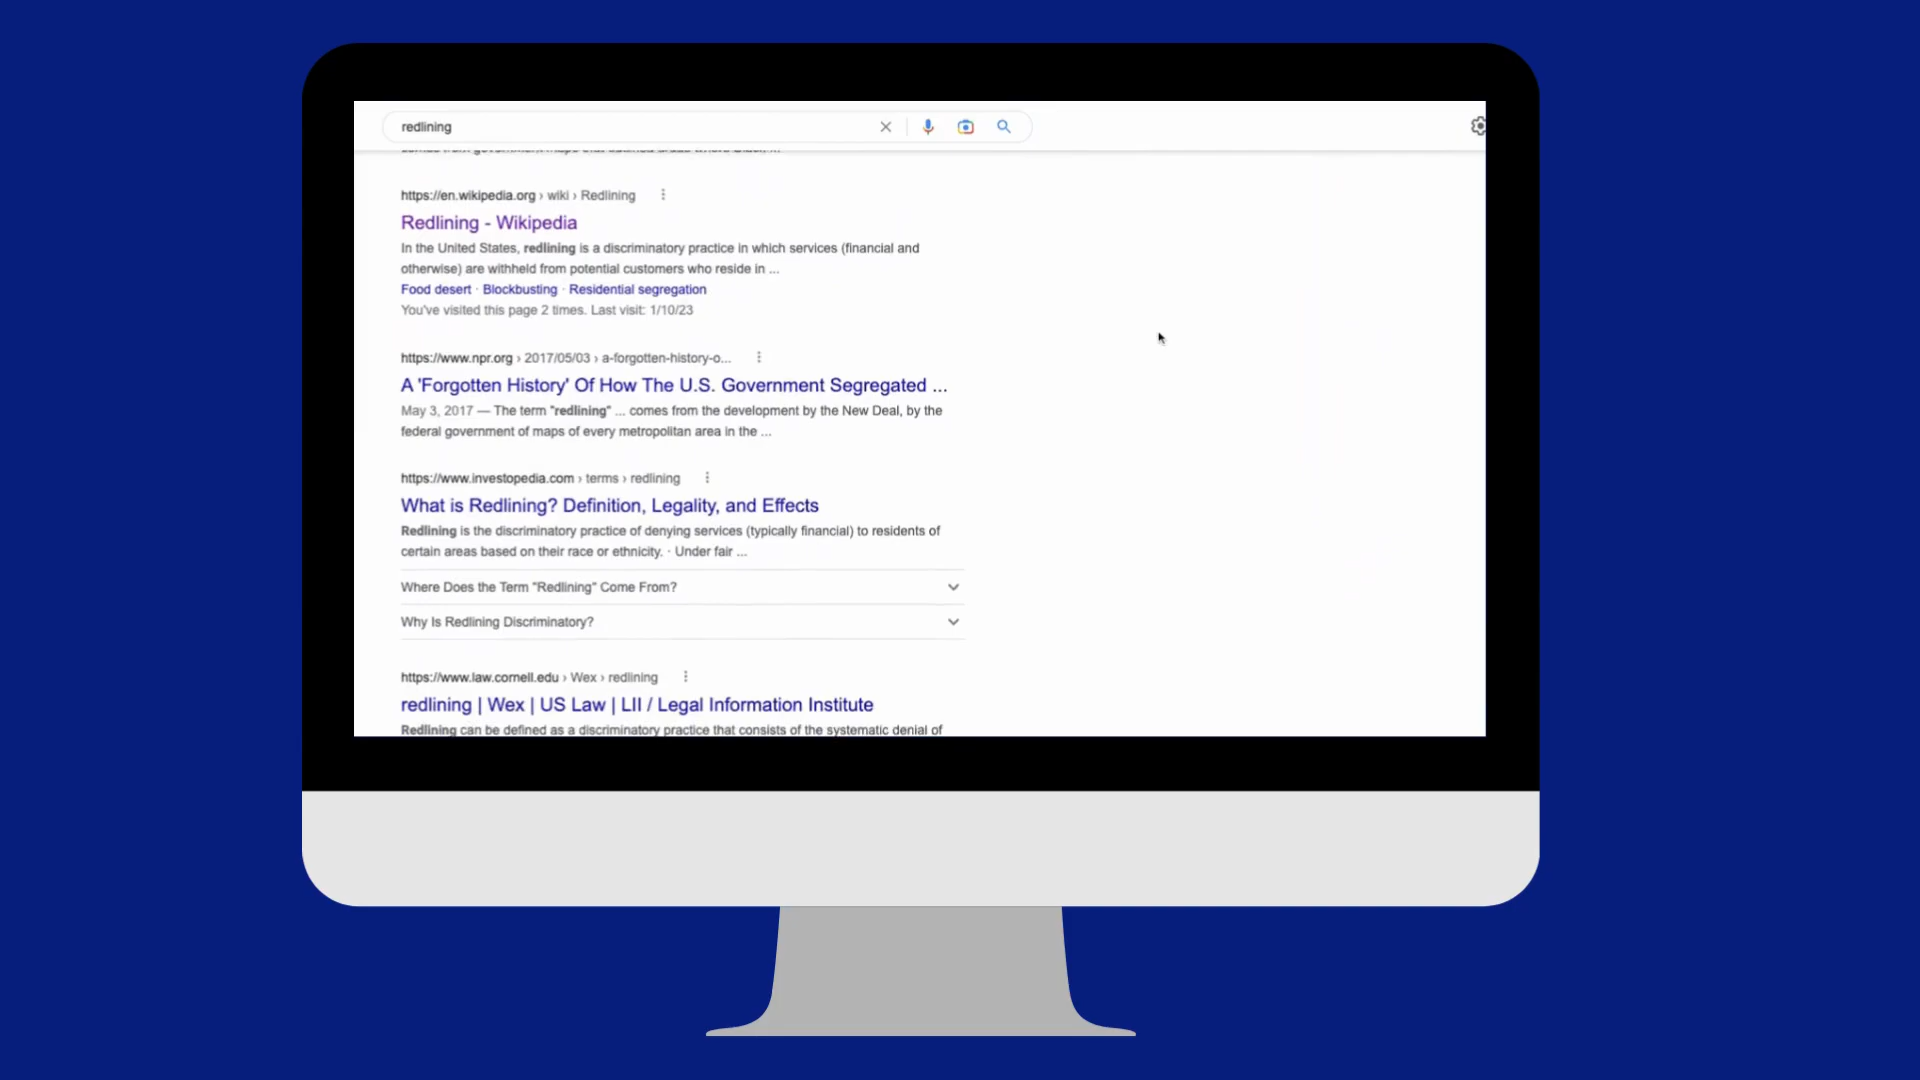 redlining
https://en.wikipedia.org › wiki › Redlining
Redlining - Wikipedia
In the United States, redlining is a discriminatory practice in which services (financial and
otherwise) are withheld from potential customers who reside in ...
Food desert · Blockbusting · Residential segregation
You've visited this page 2 times. Last visit: 1/10/23
https://www.npr.org › 2017/05/03 › a-forgotten-history-o...
A 'Forgotten History' Of How The U.S. Government Segregated ...
May 3, 2017 — The term "redlining" ... comes from the development by the New Deal, by the
federal government of maps of every metropolitan area in the ...
https://www.investopedia.com › terms › redlining
What is Redlining? Definition, Legality, and Effects
Redlining is the discriminatory practice of denying services (typically financial) to residents of
certain areas based on their race or ethnicity. · Under fair ...
Where Does the Term "Redlining" Come From?
Why Is Redlining Discriminatory?
https://www.law.cornell.edu › Wex › redlining
redlining | Wex | US Law | LII / Legal Information Institute
Redlining can be defined as a discriminatory practice that consists of the systematic denial of